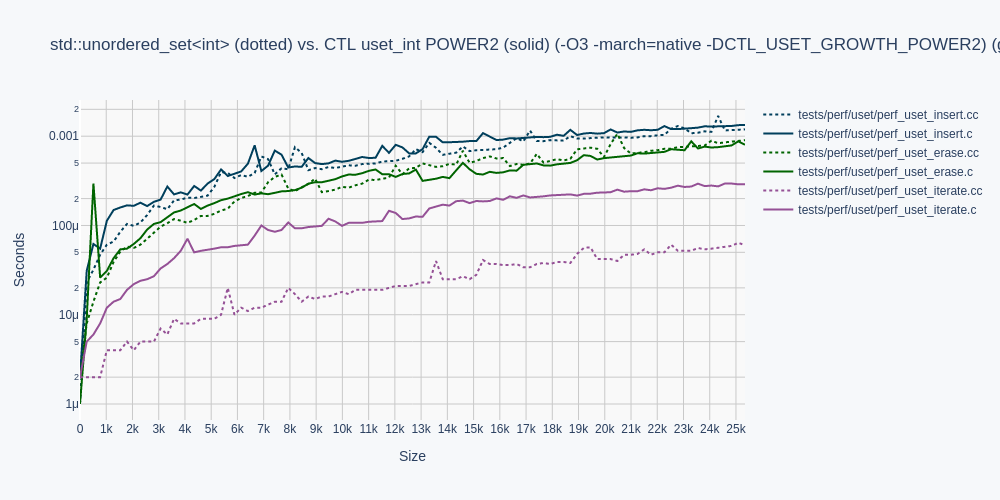 std::unordered_set<int> (dotted) vs. CTL uset_int POWER2 (solid) (-O3 -march=native -DCTL_USET_GROWTH_POWER2) (g
2
0.001
5
2
100μ
5
2
10μ
5
2
1μ
Seconds
0 1k 2k 3k 4k 5k 6k 7k 8k 9k 10k 11k 12k 13k 14k 15k 16k 17k 18k 19k 20k 21k 22k 23k 24k 25k
Size
tests/perf/uset/perf_uset_insert.cc
tests/perf/uset/perf_uset_insert.c
tests/perf/uset/perf_uset_erase.cc
tests/perf/uset/perf_uset_erase.c
tests/perf/uset/perf_uset_iterate.cc
tests/perf/uset/perf_uset_iterate.c